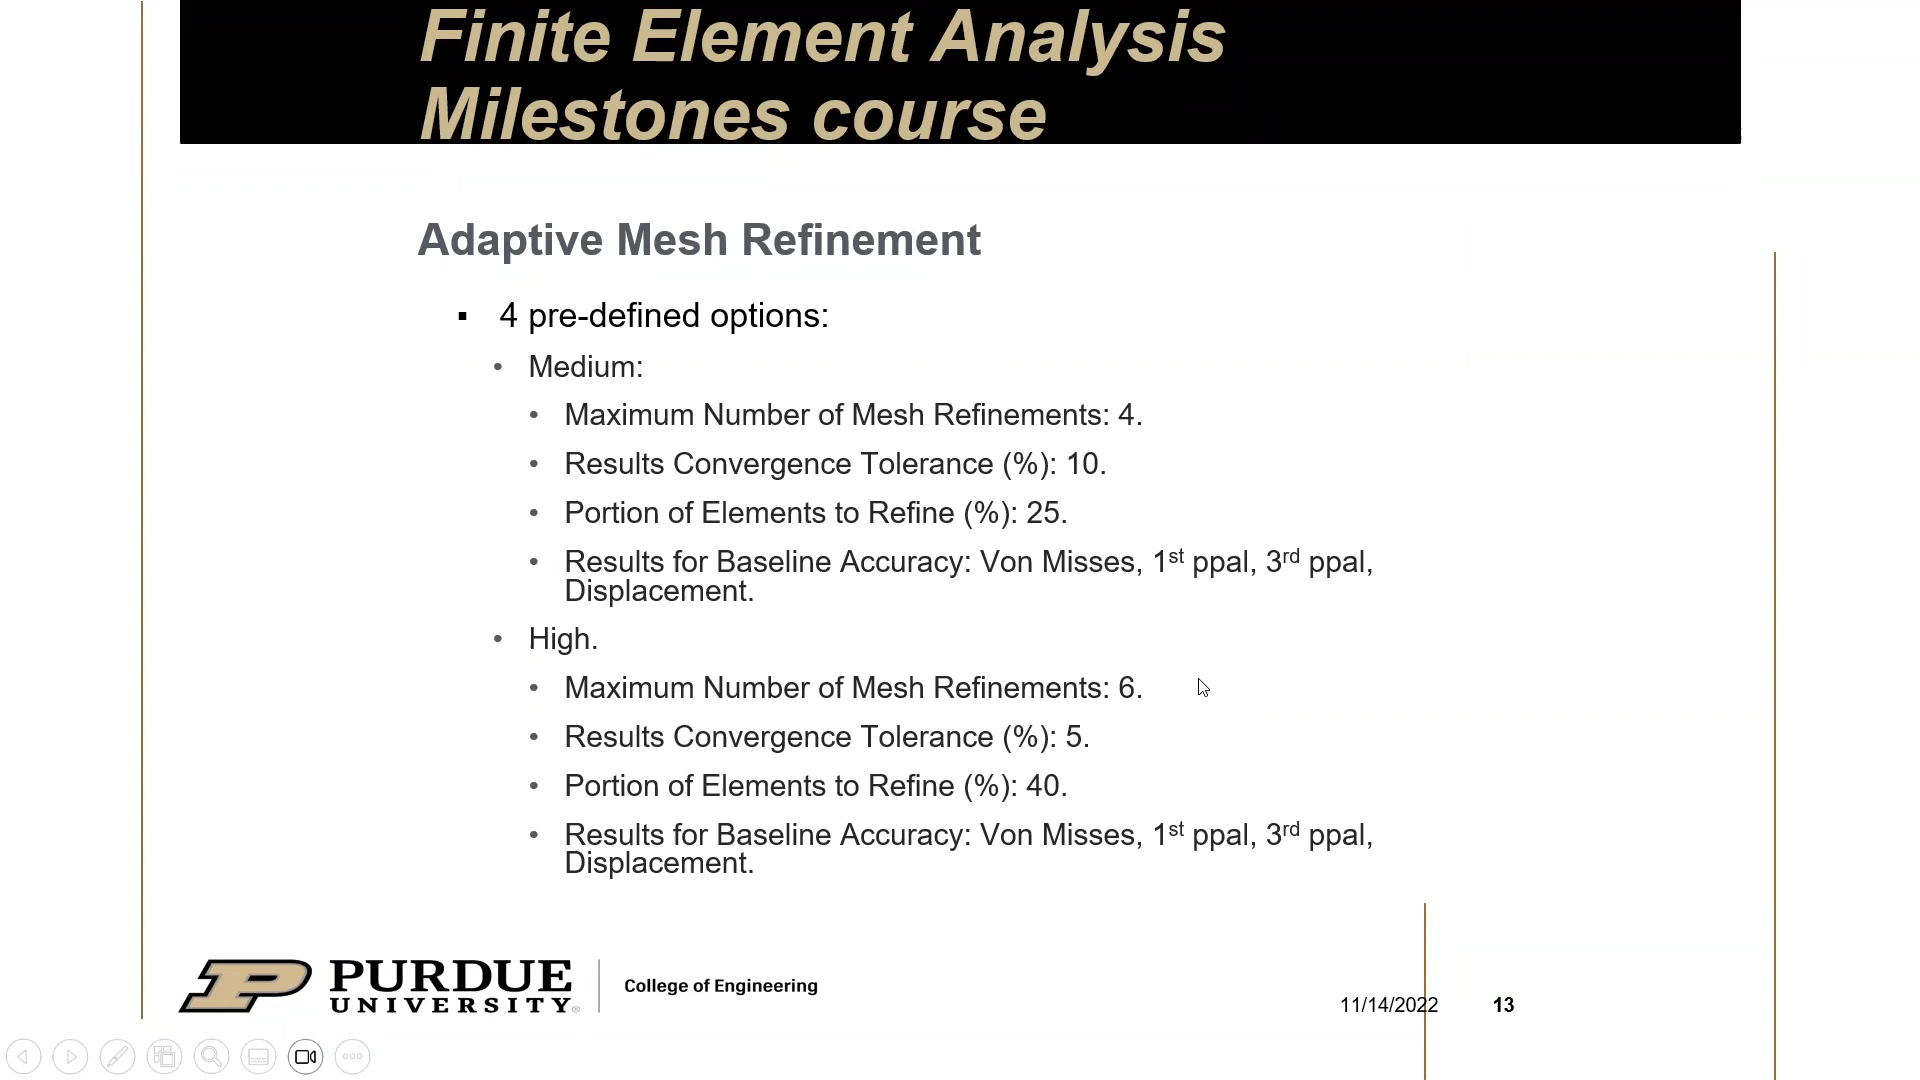 Finite Element Analysis
Milestones course
Adaptive Mesh Refinement
▪ 4 pre-defined options:
• Medium:
• Maximum Number of Mesh Refinements: 4.
• Results Convergence Tolerance (%): 10.
• Portion of Elements to Refine (%): 25.
• Results for Baseline Accuracy: Von Misses, 1st ppal, 3rd ppal,
Displacement.
• High.
• Maximum Number of Mesh Refinements: 6.
• Results Convergence Tolerance (%): 5.
• Portion of Elements to Refine (%): 40.
• Results for Baseline Accuracy: Von Misses, 1st ppal, 3rd ppal,
Displacement.
PURDUE
UNIVERSITY®
College of Engineering
11/14/2022
13